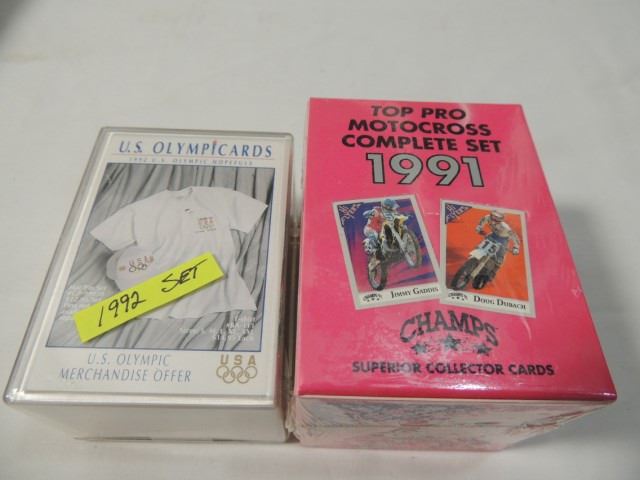 U.S. OLYMPICARDS
1992 U.S. OLYMPIC HOPEFULS
USA
1992 SET
U.S. OLYMPIC
MERCHANDISE OFFER
USA
TOP PRO
MOTOCROSS
COMPLETE SET
1991
JIMMY GADDIS
DOUG DUBACH
CHAMPS
SUPERIOR COLLECTOR CARDS